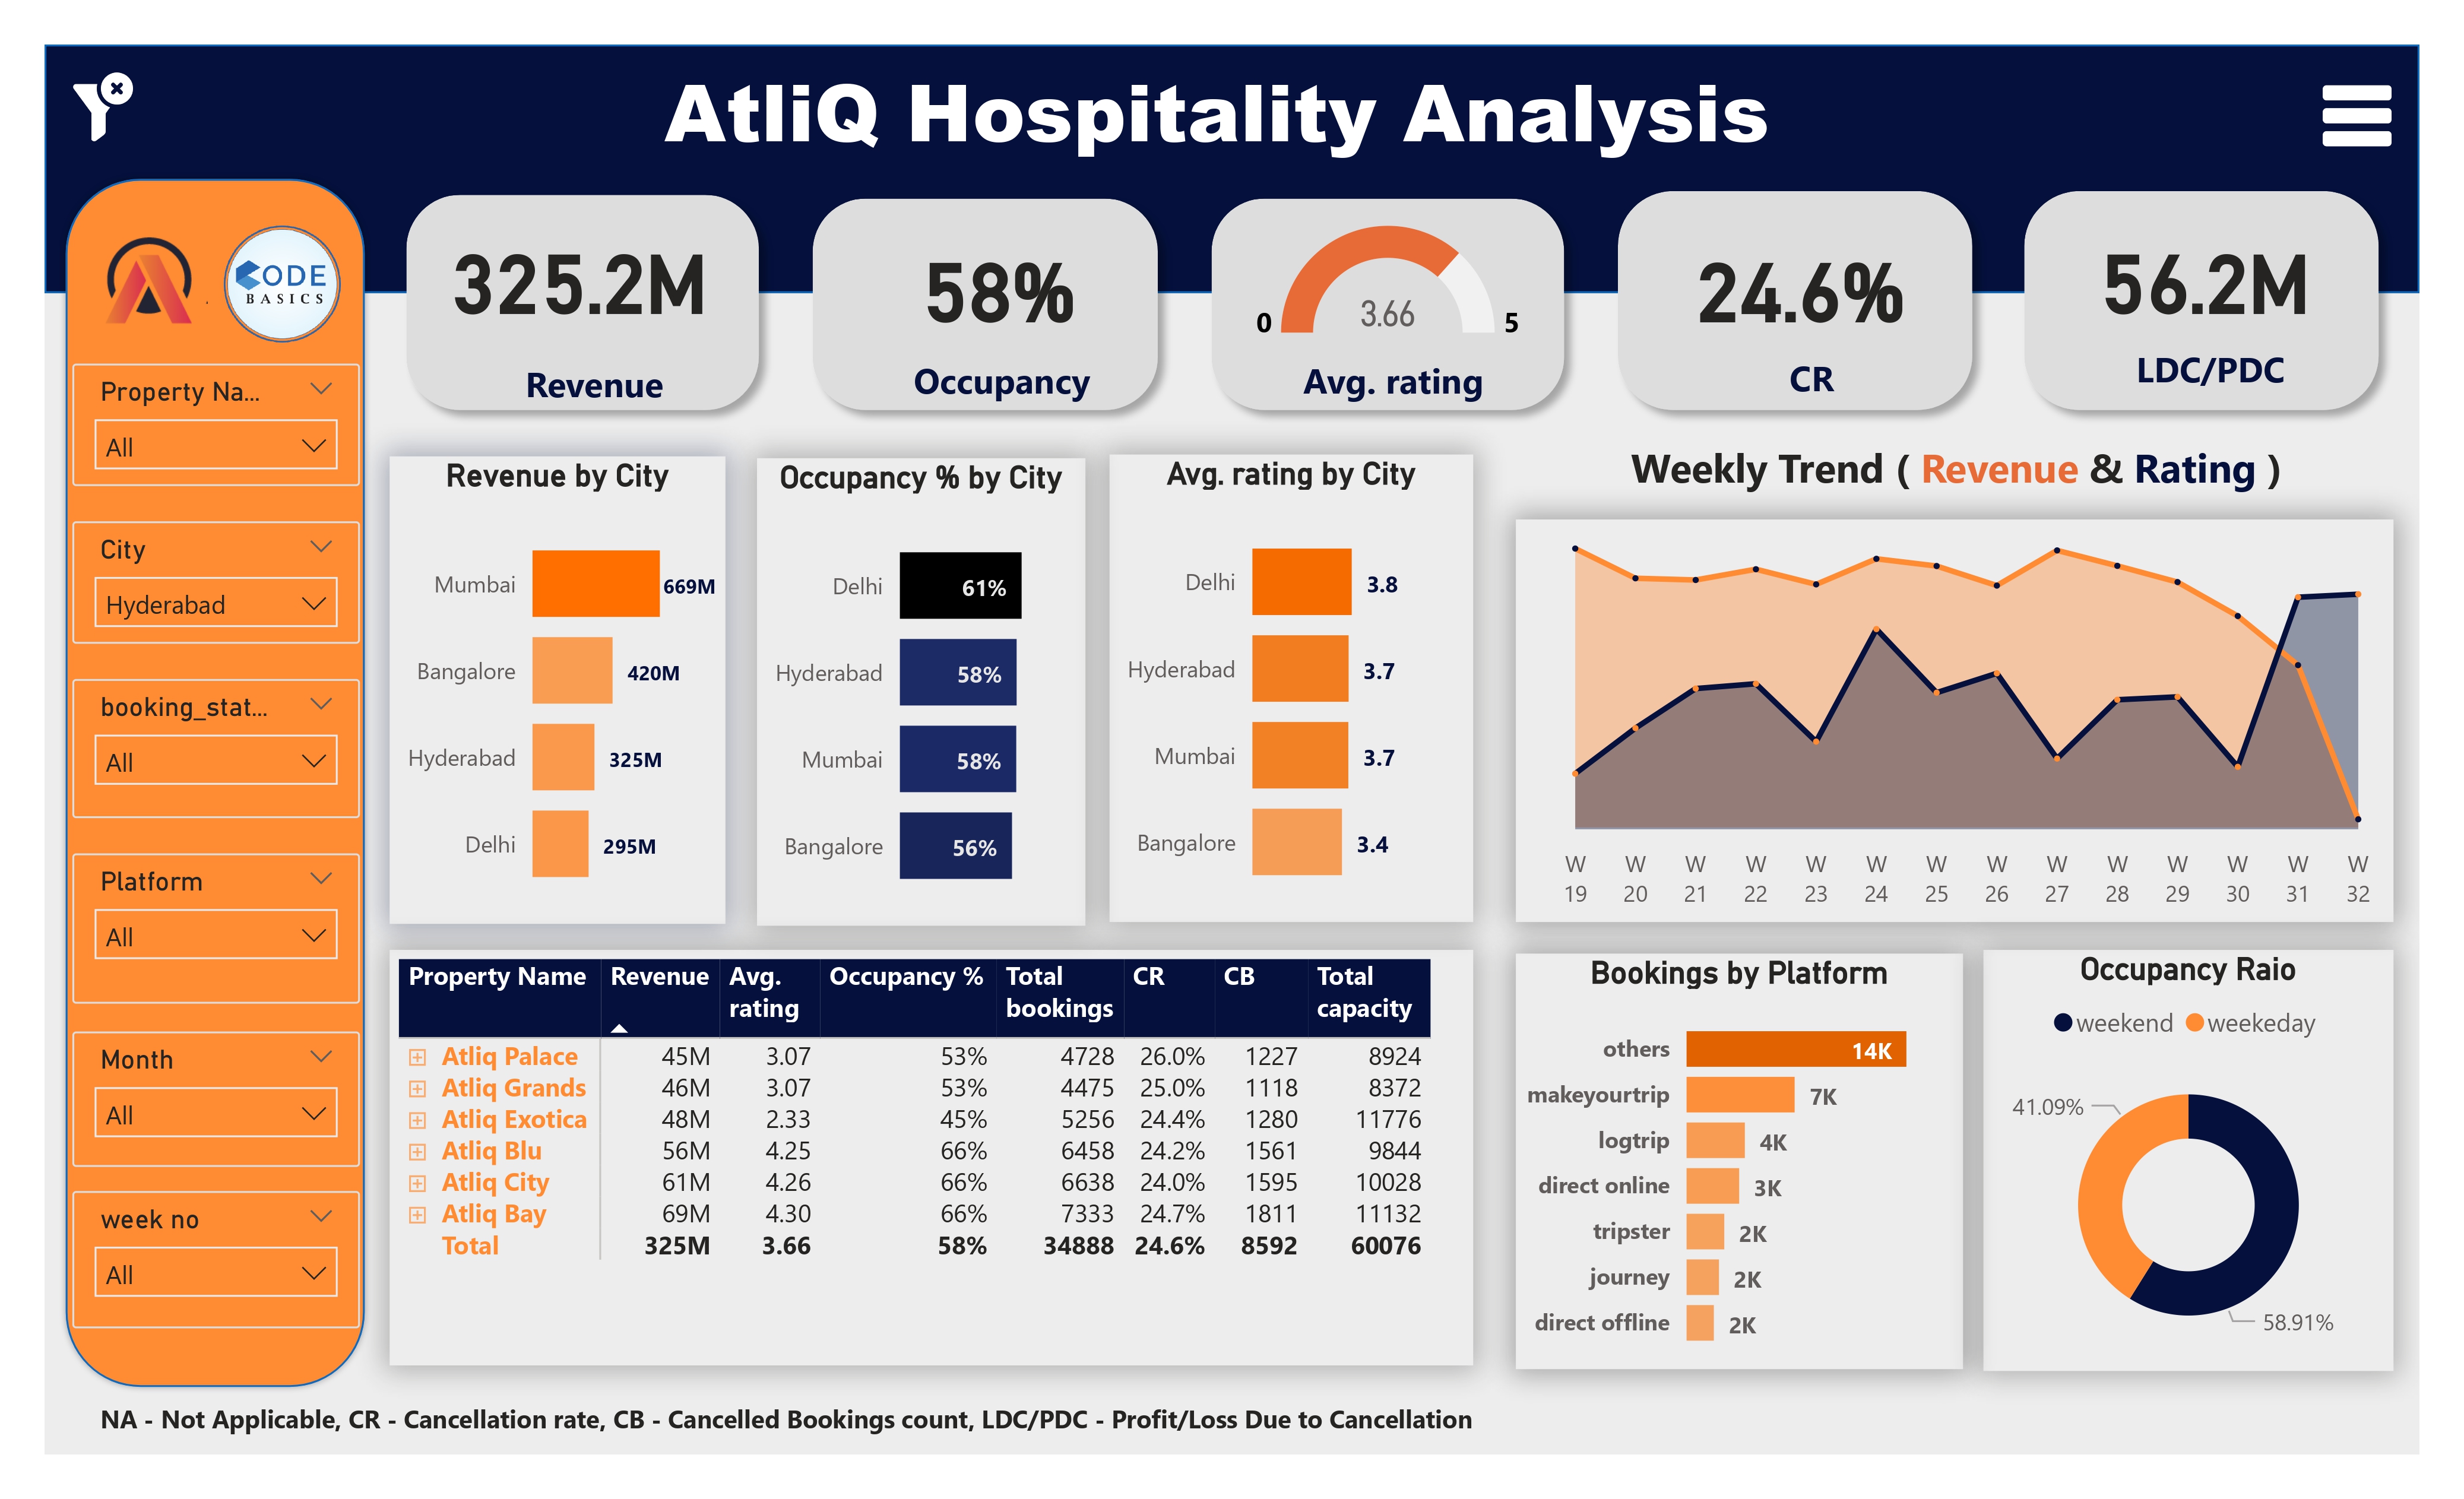 AtliQ Hospitality Analysis
CODE
BASICS
325.2M
Revenue
58%
Occupancy
0
3.66
5
Avg. rating
24.6%
CR
56.2M
LDC/PDC
Property Na...
All
City
Hyderabad
booking_stat...
All
Platform
All
Month
All
week no
All
Revenue by City
Mumbai 669M
Bangalore 420M
Hyderabad 325M
Delhi 295M
Occupancy % by City
Delhi 61%
Hyderabad 58%
Mumbai 58%
Bangalore 56%
Avg. rating by City
Delhi 3.8
Hyderabad 3.7
Mumbai 3.7
Bangalore 3.4
Weekly Trend ( Revenue & Rating )
W W W W W W W W W W W W W W
19 20 21 22 23 24 25 26 27 28 29 30 31 32
Property Name Revenue Avg. Occupancy % Total CR CB Total
rating bookings capacity
Atliq Palace 45M 3.07 53% 4728 26.0% 1227 8924
Atliq Grands 46M 3.07 53% 4475 25.0% 1118 8372
Atliq Exotica 48M 2.33 45% 5256 24.4% 1280 11776
Atliq Blu 56M 4.25 66% 6458 24.2% 1561 9844
Atliq City 61M 4.26 66% 6638 24.0% 1595 10028
Atliq Bay 69M 4.30 66% 7333 24.7% 1811 11132
Total 325M 3.66 58% 34888 24.6% 8592 60076
Bookings by Platform
others 14K
makeyourtrip 7K
logtrip 4K
direct online 3K
tripster 2K
journey 2K
direct offline 2K
Occupancy Raio
weekend weekeday
41.09%
58.91%
NA - Not Applicable, CR - Cancellation rate, CB - Cancelled Bookings count, LDC/PDC - Profit/Loss Due to Cancellation